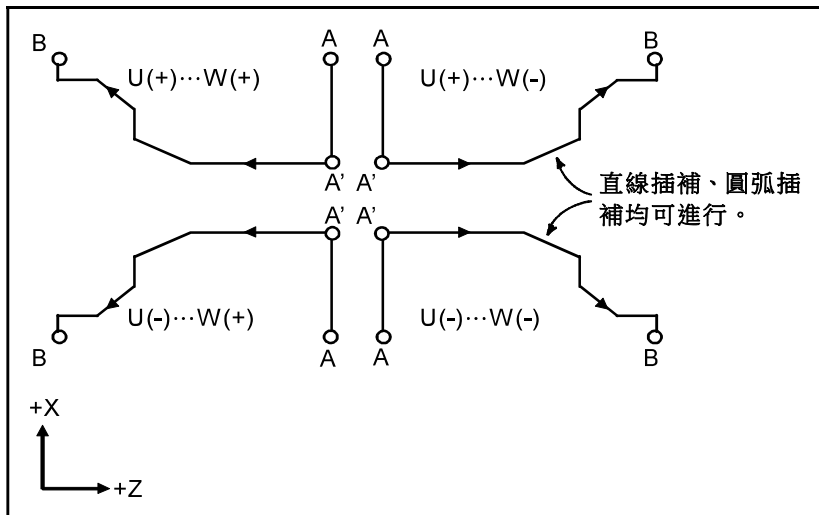 B
A
A
B
U(+)···W(+)
U(+)···W(-)
A’
A’
直線插補、圓弧插
補均可進行。
A’
A’
U(-)···W(+)
U(-)···W(-)
B
A
A
B
+X
+Z